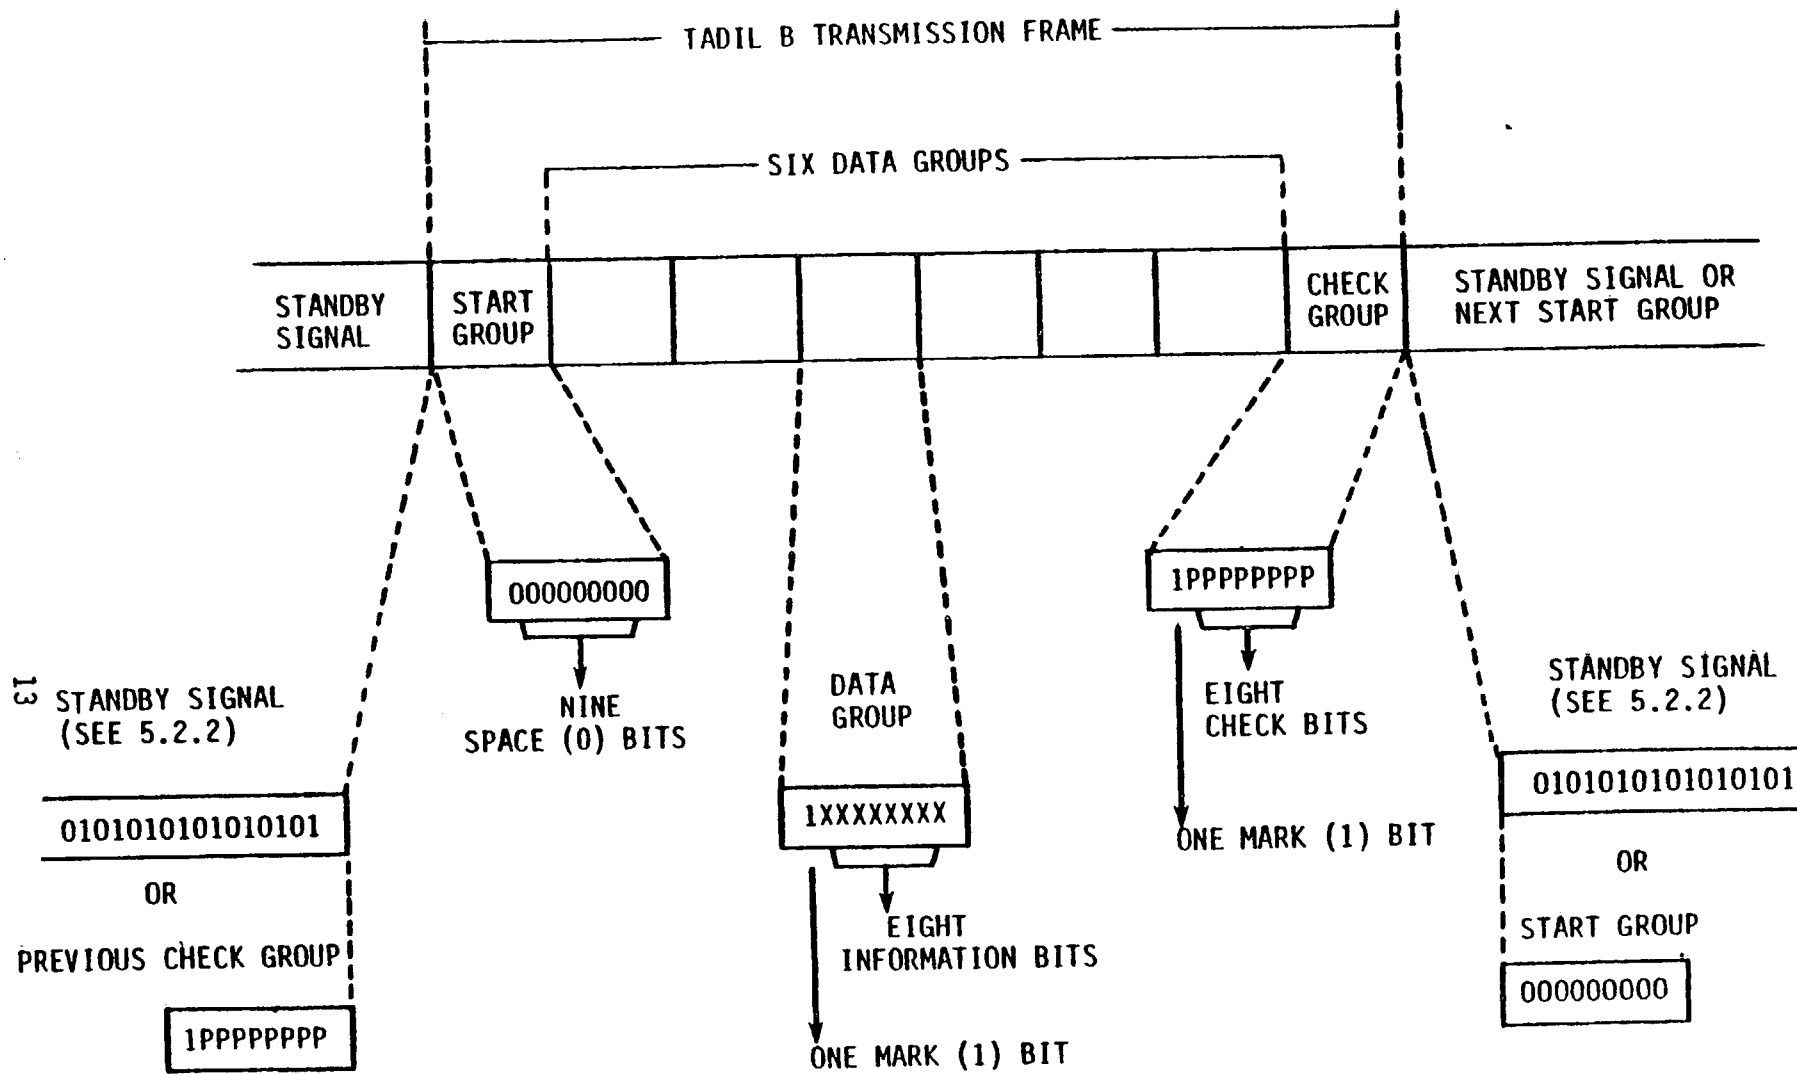 TADIL B TRANSMISSION FRAME
SIX DATA GROUPS
STANDBY
SIGNAL
START
GROUP
CHECK
GROUP
STANDBY SIGNAL OR
NEXT START GROUP
000000000
NINE
SPACE (0) BITS
1PPPPPPPP
EIGHT
CHECK BITS
ONE MARK (1) BIT
DATA
GROUP
1XXXXXXXX
EIGHT
INFORMATION BITS
ONE MARK (1) BIT
13
STANDBY SIGNAL
(SEE 5.2.2)
0101010101010101
OR
PREVIOUS CHECK GROUP
1PPPPPPPP
STANDBY SIGNAL
(SEE 5.2.2)
0101010101010101
OR
START GROUP
000000000